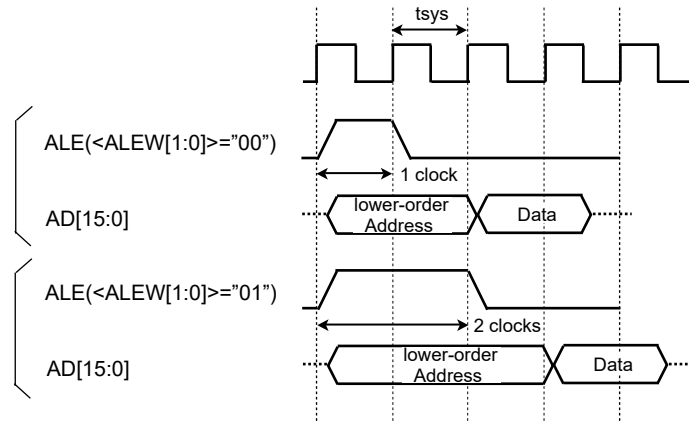 tsys
ALE(<ALEW[1:0]>=”00”)
1 clock
AD[15:0]
lower-order
Address
Data
ALE(<ALEW[1:0]>=”01”)
2 clocks
AD[15:0]
lower-order
Address
Data